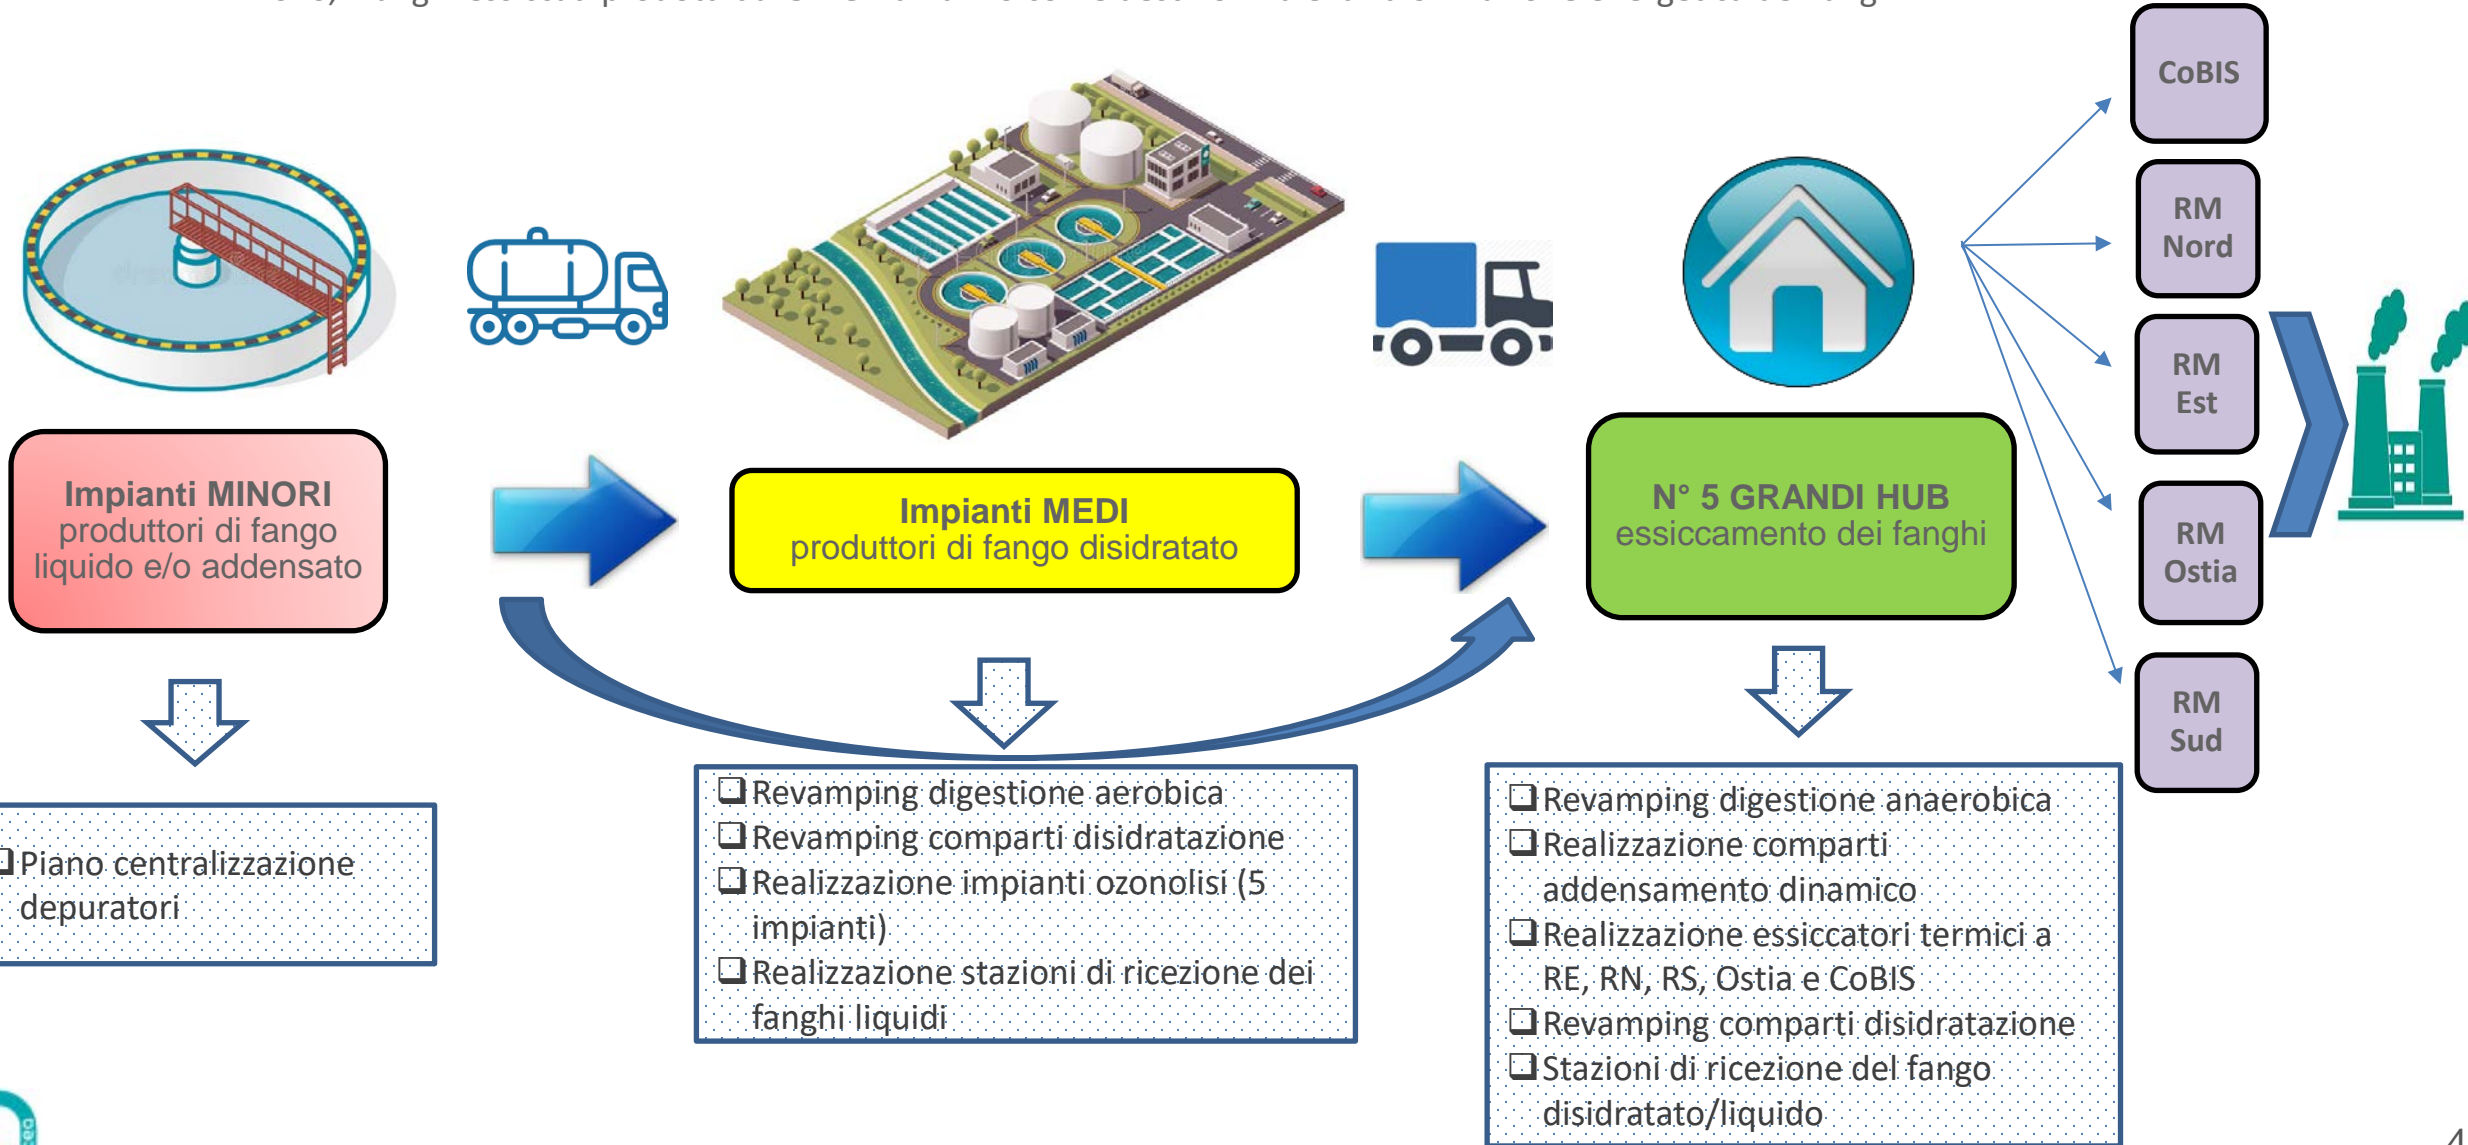 CoBIS
RM
Nord
RM
Est
RM
Ostia
RM
Sud
Impianti MINORI
produttori di fango
liquido e/o addensato
Impianti MEDI
produttori di fango disidratato
N° 5 GRANDI HUB
essiccamento dei fanghi
Piano centralizzazione
depuratori
Revamping digestione aerobica
Revamping comparti disidratazione
Realizzazione impianti ozonolisi (5
impianti)
Realizzazione stazioni di ricezione dei
fanghi liquidi
Revamping digestione anaerobica
Realizzazione comparti
addensamento dinamico
Realizzazione essiccatori termici a
RE, RN, RS, Ostia e CoBIS
Revamping comparti disidratazione
Stazioni di ricezione del fango
disidratato/liquido
4